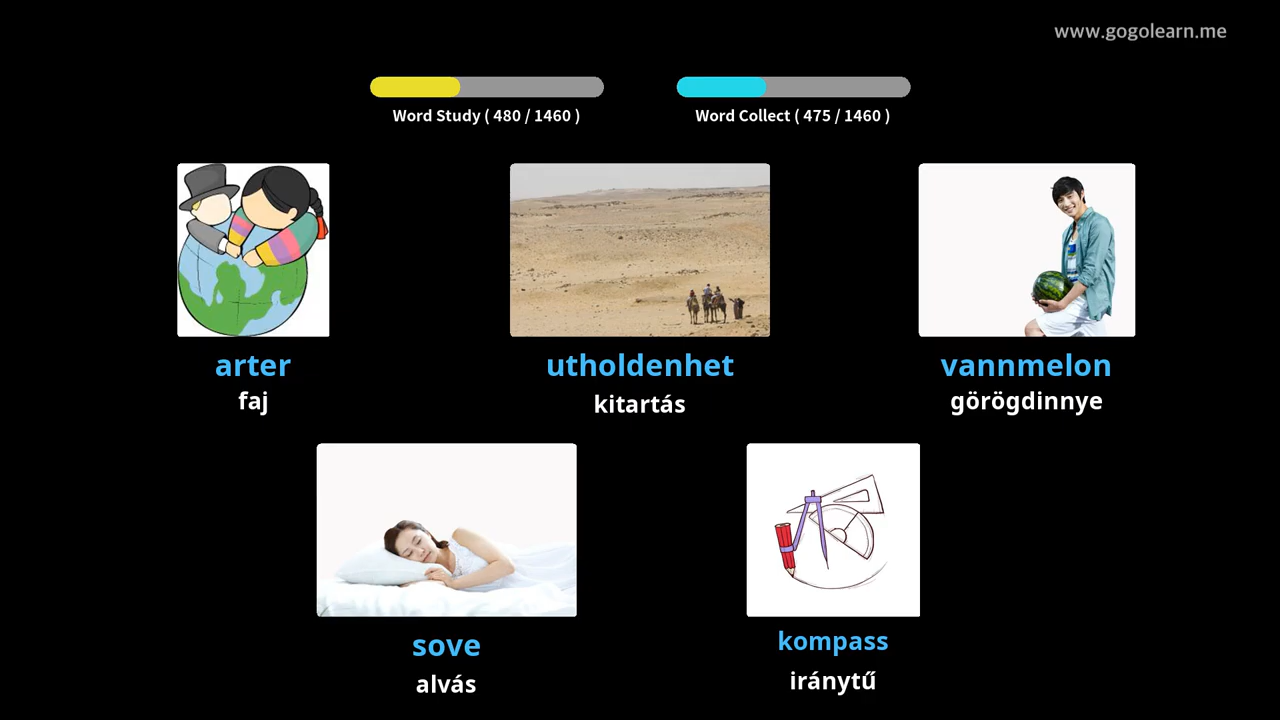 www.gogolearn.me
Word Study ( 480 / 1460 )
Word Collect ( 475 / 1460 )
arter
faj
utholdenhet
kitartás
vannmelon
görögdinnye
sove
alvás
kompass
iránytű